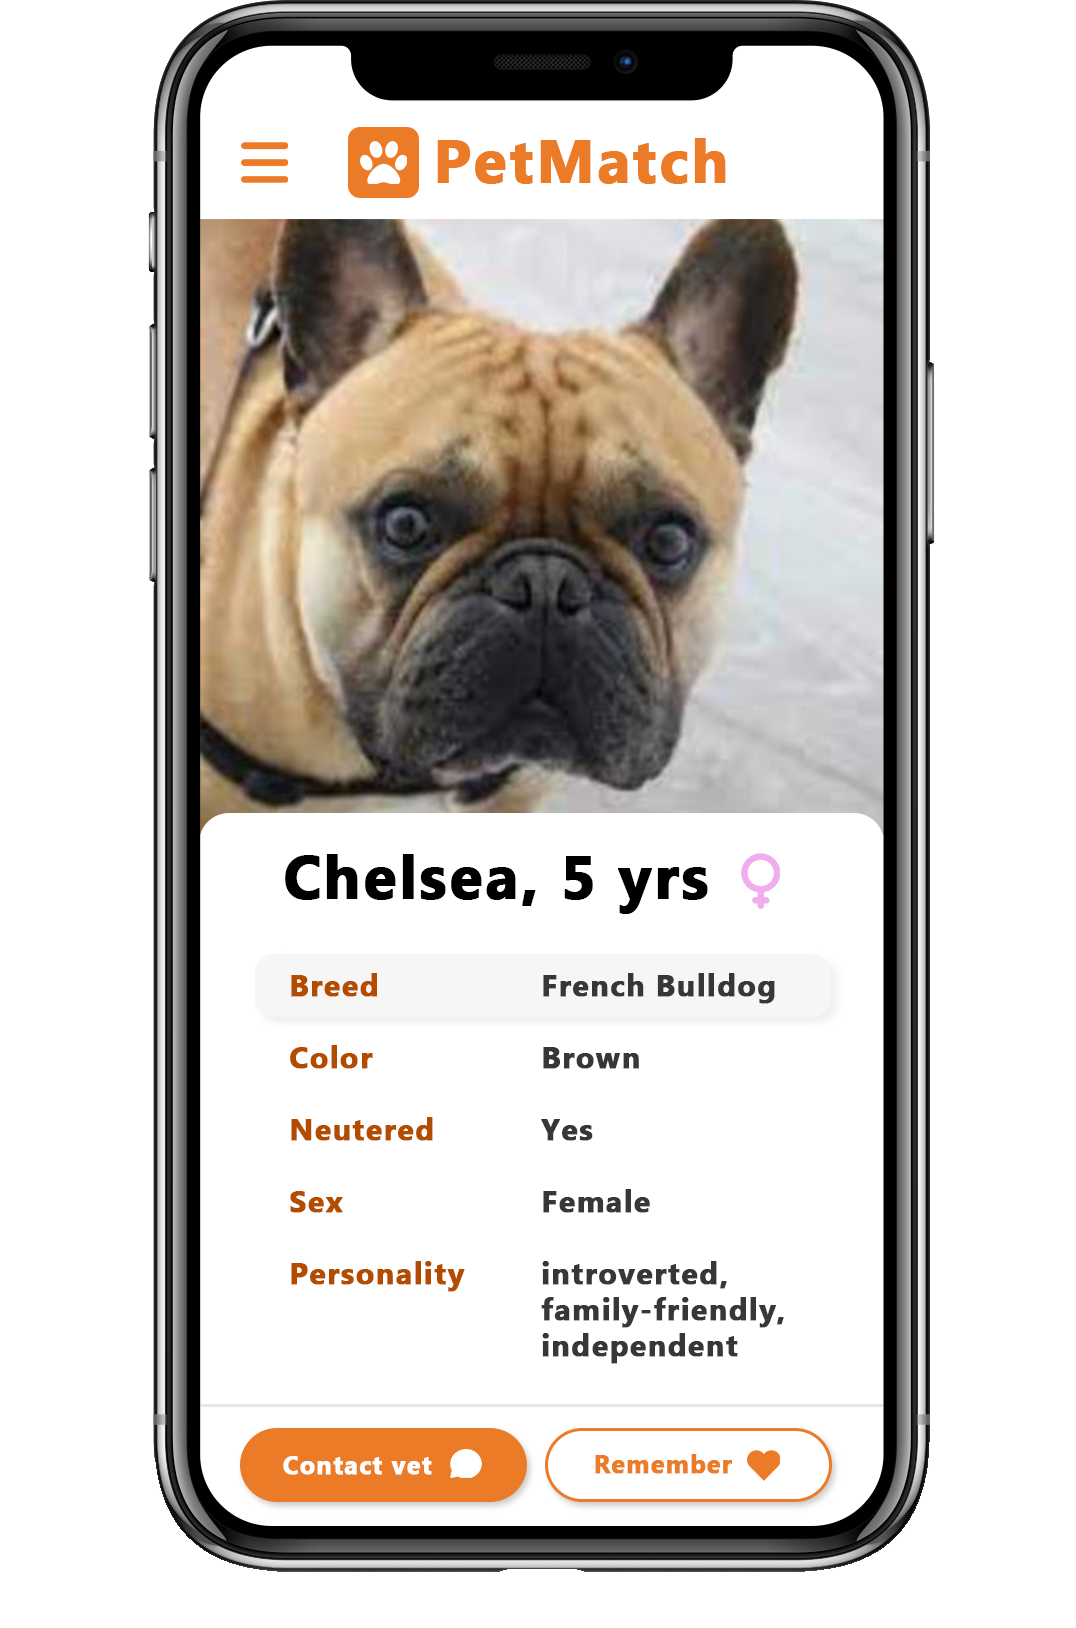 PetMatch
Chelsea, 5 yrs
Breed French Bulldog
Color Brown
Neutered Yes
Sex Female
Personality introverted,
family-friendly,
independent
Contact vet Remember